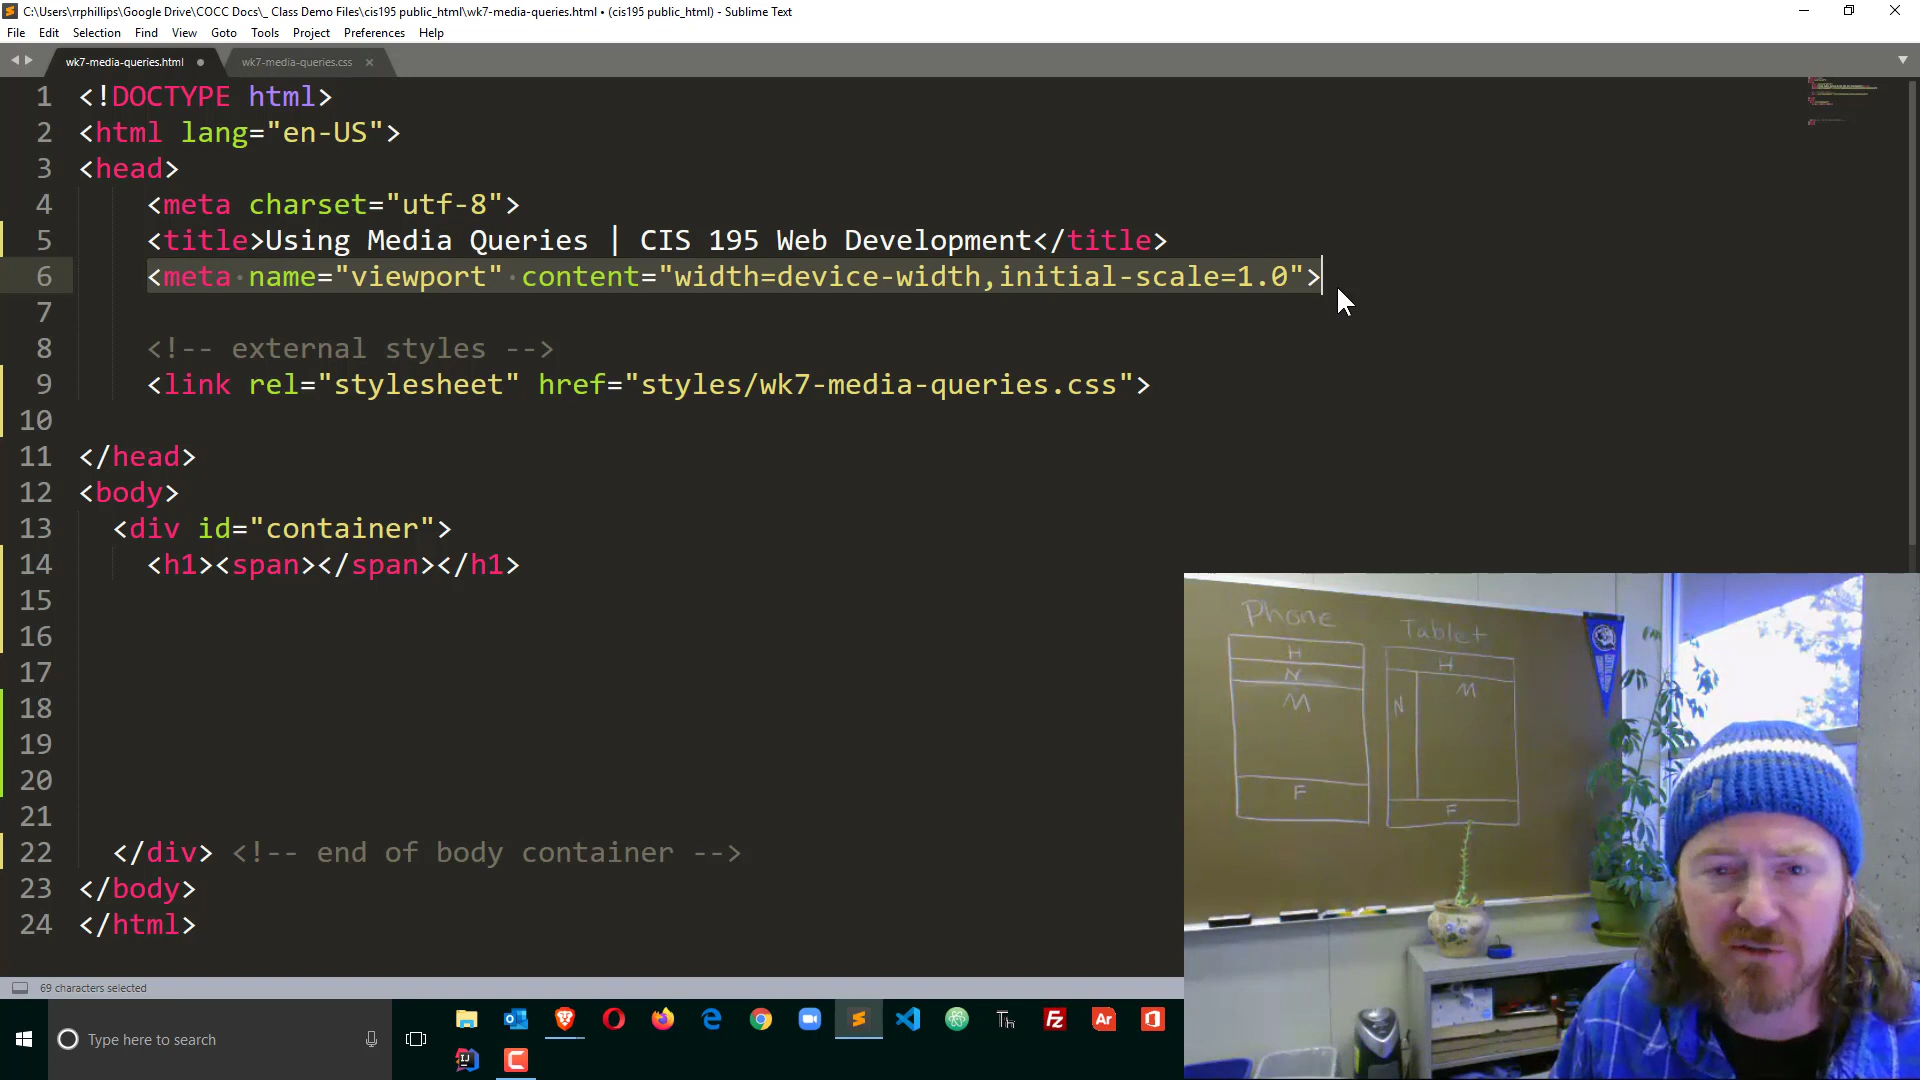 C:\Users\rrphillips\Google Drive\COCC Docs\_ Class Demo Files\cis195 public_html\wk7-media-queries.html • (cis195 public_html) - Sublime Text
File Edit Selection Find View Goto Tools Project Preferences Help
wk7-media-queries.html wk7-media-queries.css
1 <!DOCTYPE html>
2 <html lang="en-US">
3 <head>
4 <meta charset="utf-8">
5 <title>Using Media Queries | CIS 195 Web Development</title>
6 <meta name="viewport" content="width=device-width,initial-scale=1.0">
7
8 <!-- external styles -->
9 <link rel="stylesheet" href="styles/wk7-media-queries.css">
10
11 </head>
12 <body>
13 <div id="container">
14 <h1><span></span></h1>
15
16
17
18
19
20
21
22 </div> <!-- end of body container -->
23 </body>
24 </html>
Phone Tablet
H H
N N M
M
F F
69 characters selected
Type here to search
Th
Fz
Ar
IJ